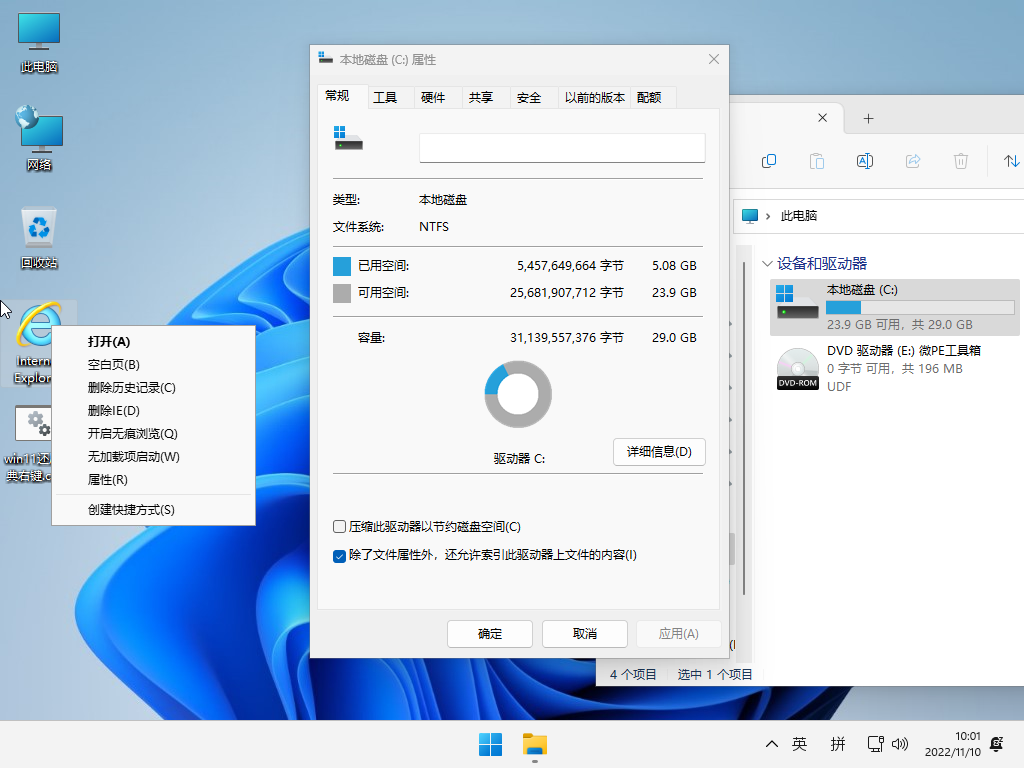 此电脑
网络
回收站
Intern
Explor
win11还
典右键.c
打开(A)
空白页(B)
删除历史记录(C)
删除IE(D)
开启无痕浏览(Q)
无加载项启动(W)
属性(R)
创建快捷方式(S)
本地磁盘 (C:) 属性
常规 工具 硬件 共享 安全 以前的版本 配额
类型: 本地磁盘
文件系统: NTFS
已用空间: 5,457,649,664 字节 5.08 GB
可用空间: 25,681,907,712 字节 23.9 GB
容量: 31,139,557,376 字节 29.0 GB
驱动器 C:
详细信息(D)
压缩此驱动器以节约磁盘空间(C)
除了文件属性外，还允许索引此驱动器上文件的内容(I)
确定 取消 应用(A)
此电脑
设备和驱动器
本地磁盘 (C:)
23.9 GB 可用，共 29.0 GB
DVD 驱动器 (E:) 微PE工具箱
0 字节 可用，共 196 MB
UDF
DVD-ROM
4 个项目 选中 1 个项目
英 拼
10:01
2022/11/10